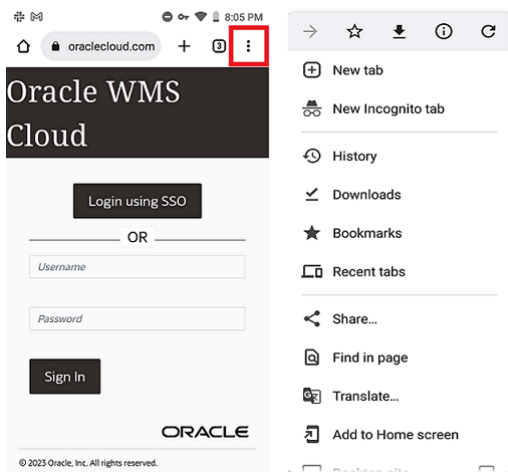 8:05 PM
oraclecloud.com
3
Oracle WMS
Cloud
Login using SSO
OR
Username
Password
Sign In
ORACLE
© 2023 Oracle, Inc. All rights reserved.
New tab
New Incognito tab
History
Downloads
Bookmarks
Recent tabs
Share...
Find in page
Translate...
Add to Home screen
Desktop site